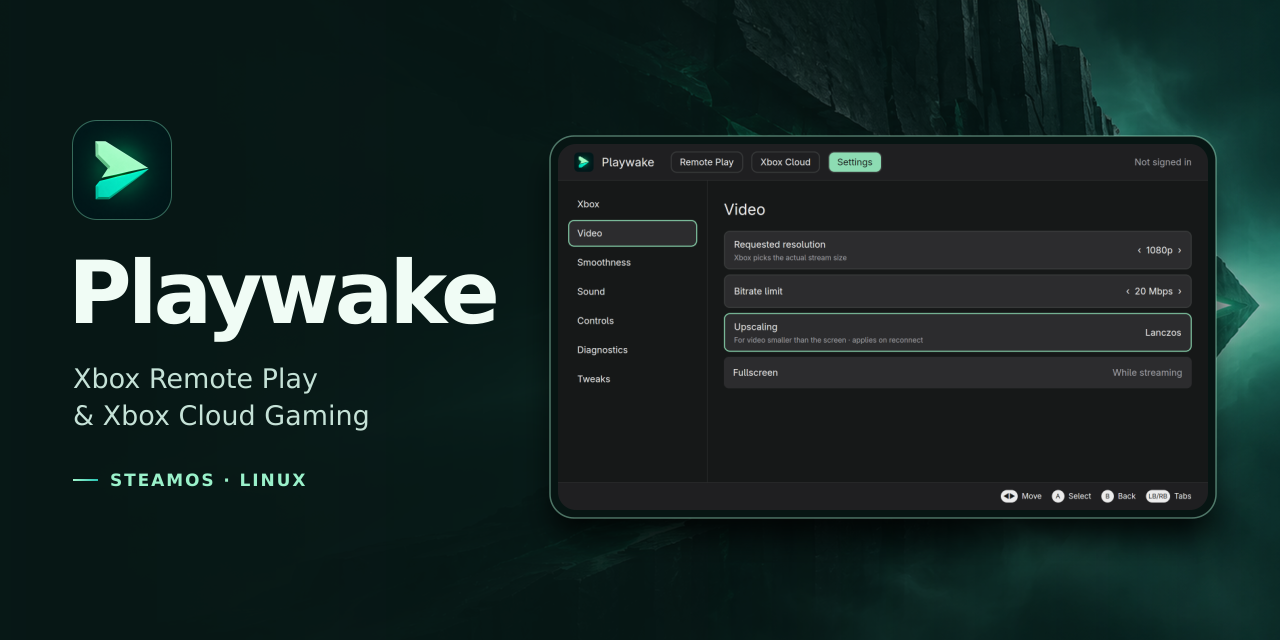 Playwake
Xbox Remote Play
& Xbox Cloud Gaming
STEAMOS · LINUX
Playwake
Remote Play
Xbox Cloud
Settings
Not signed in
Xbox
Video
Smoothness
Sound
Controls
Diagnostics
Tweaks
Video
Requested resolution
Xbox picks the actual stream size
‹ 1080p ›
Bitrate limit
‹ 20 Mbps ›
Upscaling
For video smaller than the screen · applies on reconnect
Lanczos
Fullscreen
While streaming
◀▶ Move
A Select
B Back
LB/RB Tabs